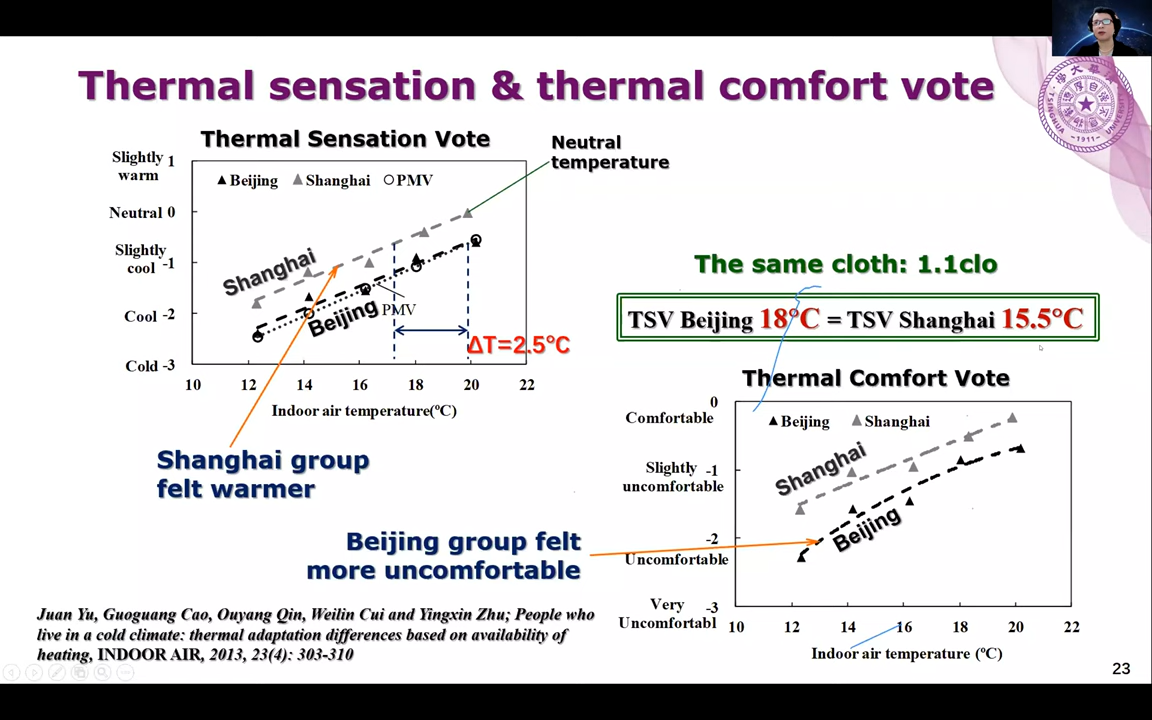 Thermal sensation & thermal comfort vote
Thermal Sensation Vote
Neutral
temperature
Slightly
warm
1
Neutral 0
Slightly
cool -1
Cool -2
Cold -3
Beijing
Shanghai
PMV
Shanghai
Beijing
PMV
ΔT=2.5°C
10
12
14
16
18
20
22
Indoor air temperature(°C)
Shanghai group
felt warmer
The same cloth: 1.1clo
TSV Beijing 18°C = TSV Shanghai 15.5°C
Thermal Comfort Vote
0
Comfortable
Slightly -1
uncomfortable
-2
Uncomfortable
Very -3
Uncomfortabl
Beijing
Shanghai
Shanghai
Beijing
10
12
14
16
18
20
22
Indoor air temperature (°C)
Beijing group felt
more uncomfortable
Juan Yu, Guoguang Cao, Ouyang Qin, Weilin Cui and Yingxin Zhu; People who
live in a cold climate: thermal adaptation differences based on availability of
heating, INDOOR AIR, 2013, 23(4): 303-310
23
TSINGHUA UNIVERSITY
-1911-